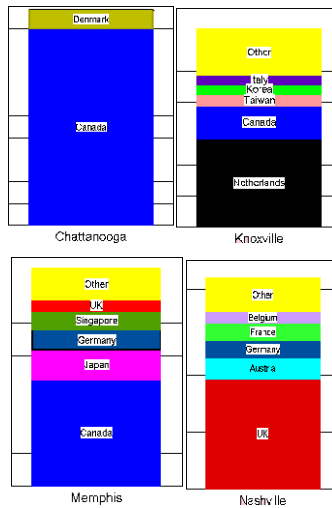 Denmark
Canada
Chattanooga
Other
Italy
Korea
Taiwan
Canada
Netherlands
Knoxville
Other
UK
Singapore
Germany
Japan
Canada
Memphis
Other
Belgium
France
Germany
Austria
UK
Nashville